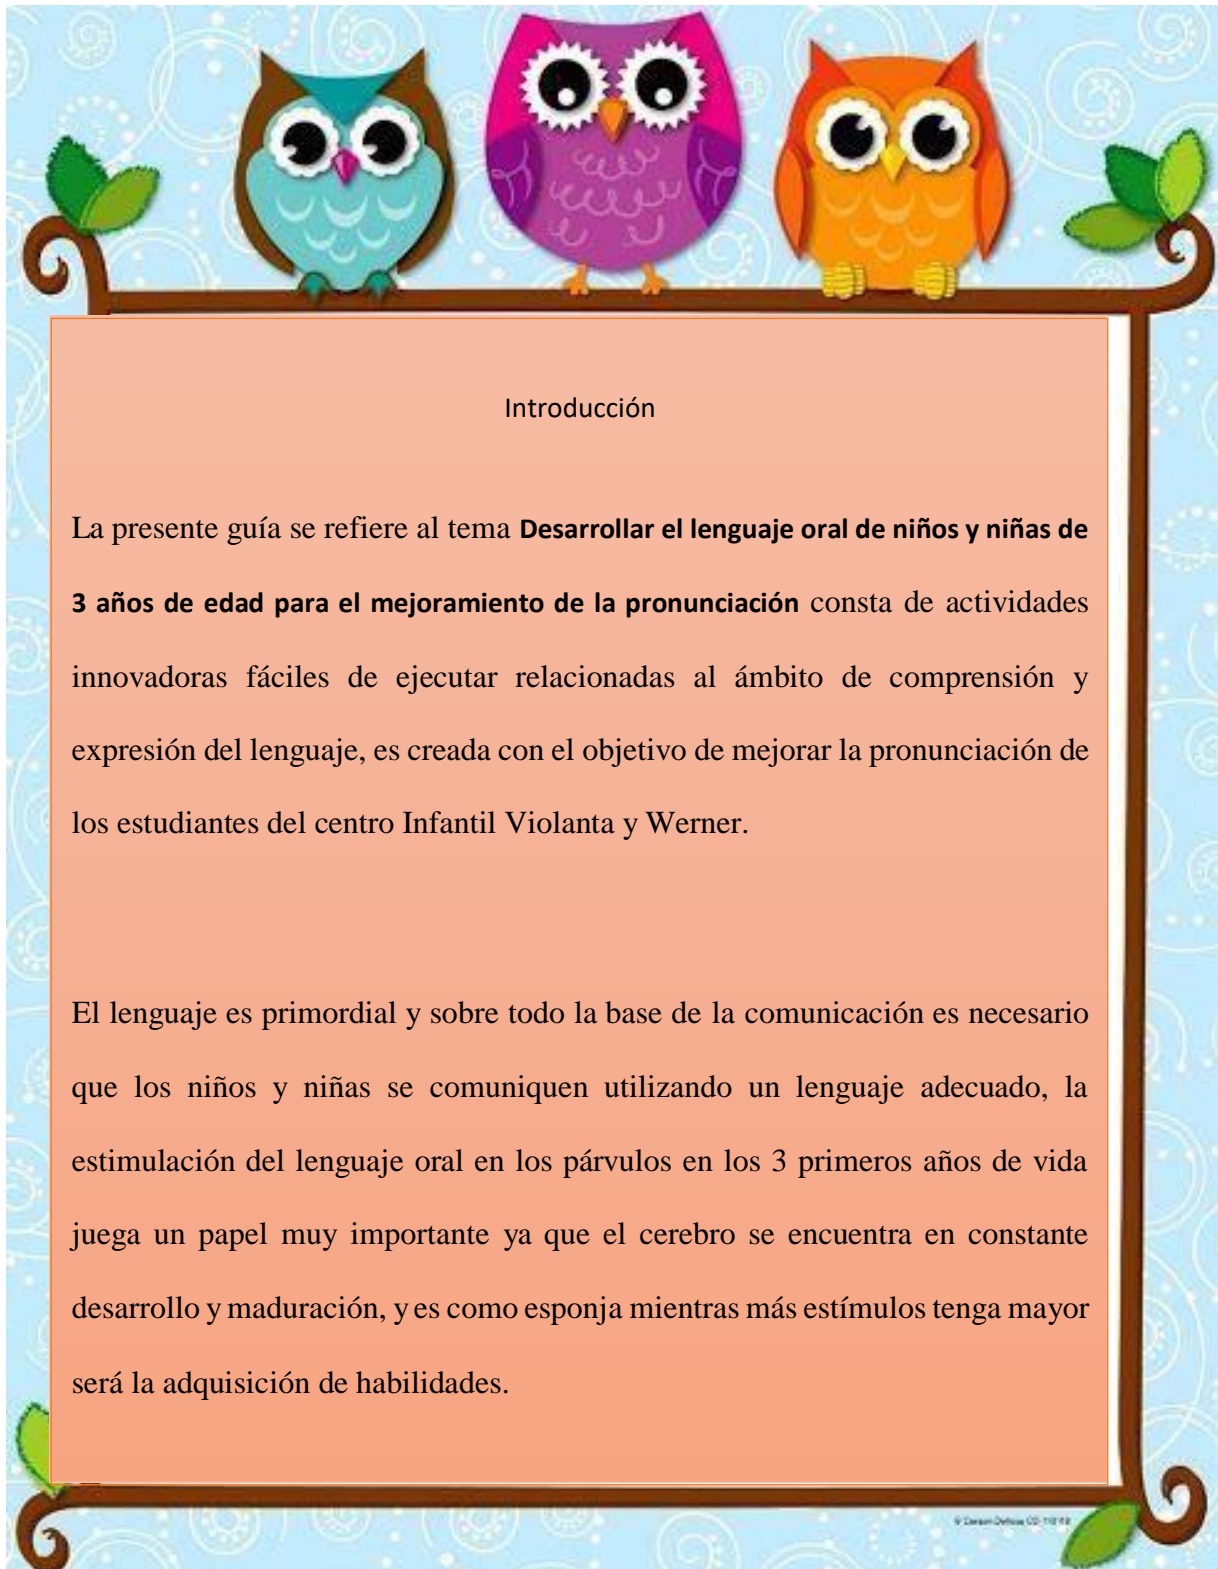 Introducción
La presente guía se refiere al tema Desarrollar el lenguaje oral de niños y niñas de
3 años de edad para el mejoramiento de la pronunciación consta de actividades
innovadoras fáciles de ejecutar relacionadas al ámbito de comprensión y
expresión del lenguaje, es creada con el objetivo de mejorar la pronunciación de
los estudiantes del centro Infantil Violanta y Werner.
El lenguaje es primordial y sobre todo la base de la comunicación es necesario
que los niños y niñas se comuniquen utilizando un lenguaje adecuado, la
estimulación del lenguaje oral en los párvulos en los 3 primeros años de vida
juega un papel muy importante ya que el cerebro se encuentra en constante
desarrollo y maduración, y es como esponja mientras más estímulos tenga mayor
será la adquisición de habilidades.